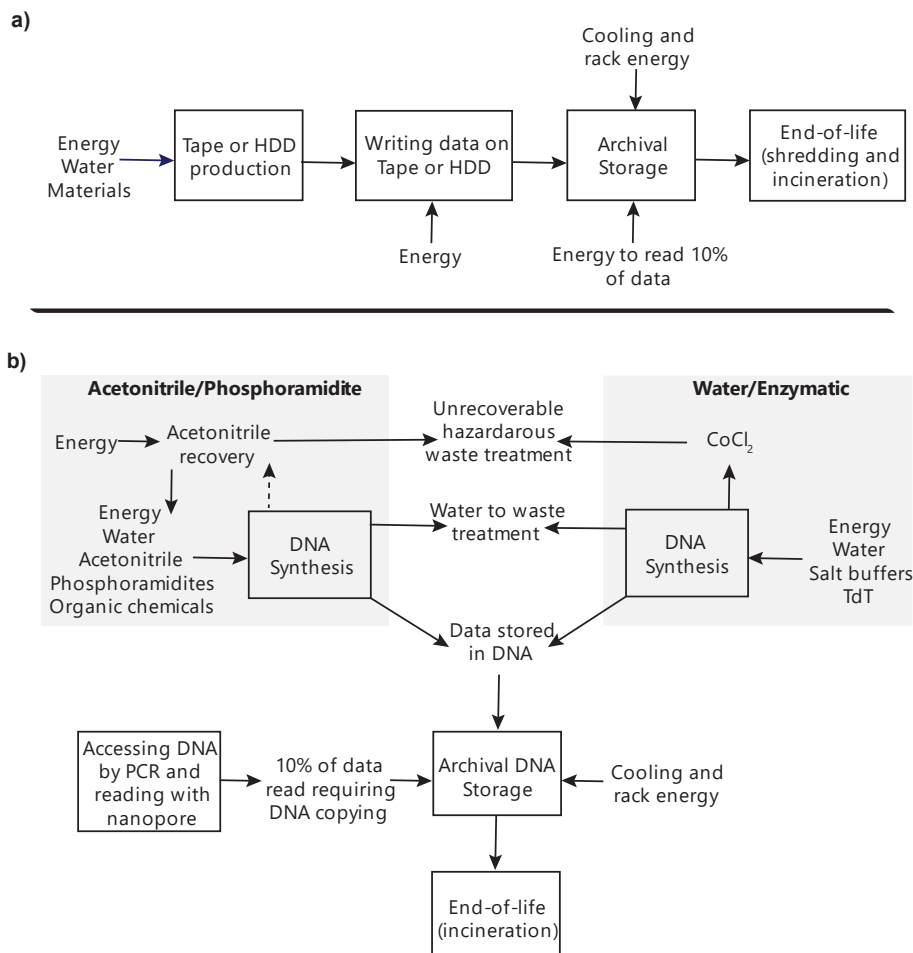 a)
Cooling and
rack energy
Energy
Water
Materials
Tape or HDD
production
Writing data on
Tape or HDD
Archival
Storage
End-of-life
(shredding and
incineration)
Energy
Energy to read 10%
of data
b)
Acetonitrile/Phosphoramidite
Water/Enzymatic
Energy
Acetonitrile
recovery
Unrecoverable
hazardarous
waste treatment
CoCl₂
Energy
Water
Acetonitrile
Phosphoramidites
Organic chemicals
DNA
Synthesis
Water to waste
treatment
DNA
Synthesis
Energy
Water
Salt buffers
TdT
Data stored
in DNA
Accessing DNA
by PCR and
reading with
nanopore
10% of data
read requiring
DNA copying
Archival DNA
Storage
Cooling and
rack energy
End-of-life
(incineration)